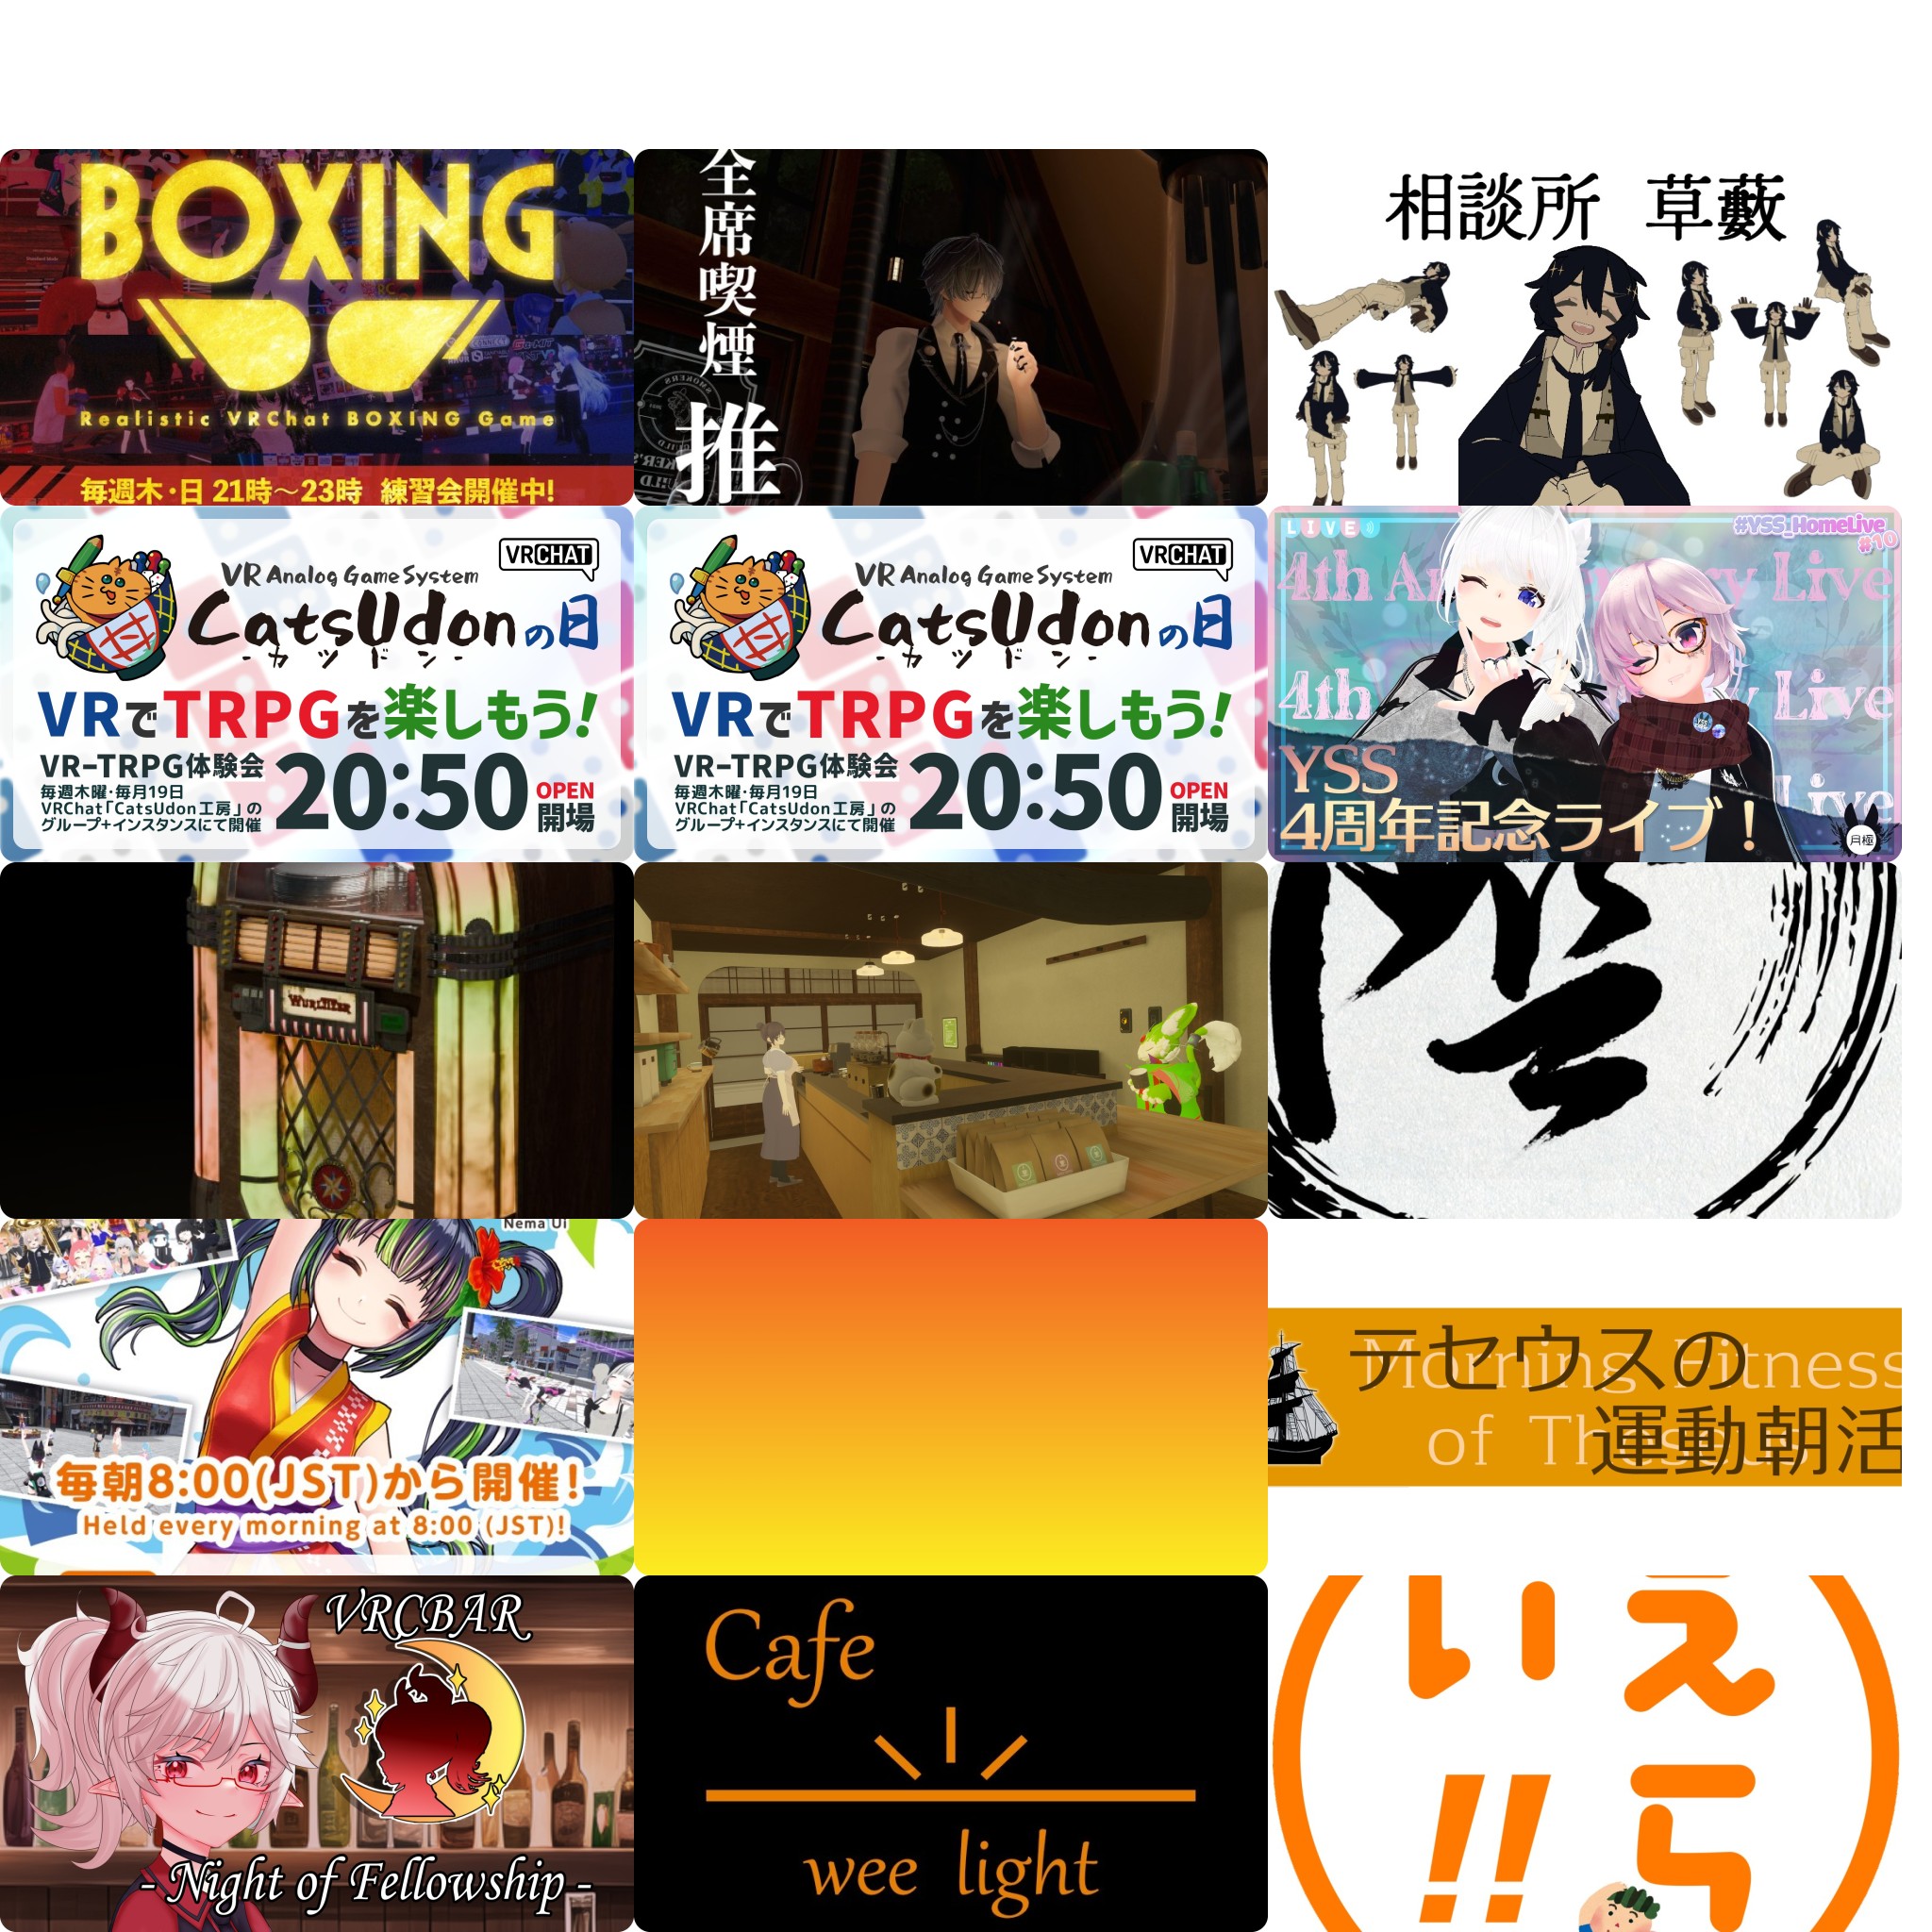 BOXING
Realistic VRChat BOXING Game
毎週木・日 21時〜23時 練習会開催中!
全席喫煙
推
相談所 草藪
VRCHAT
VR Analog Game System
CatsUdonの日
-カツドン-
VRでTRPGを楽しもう!
VR-TRPG体験会
毎週木曜・毎月19日
VRChat「CatsUdon工房」の
グループ+インスタンスにて開催
20:50
OPEN
開場
VRCHAT
VR Analog Game System
CatsUdonの日
-カツドン-
VRでTRPGを楽しもう!
VR-TRPG体験会
毎週木曜・毎月19日
VRChat「CatsUdon工房」の
グループ+インスタンスにて開催
20:50
OPEN
開場
LIVE
#YSS_HomeLive
#10
4th Live
4th Live
Live
YSS
4周年記念ライブ!
月極
WURLITZER
Nema Ui
毎朝8:00(JST)から開催!
Held every morning at 8:00 (JST)!
テセウスの
Morning Fitness
of Theseus
運動朝活
VRCBAR
- Night of Fellowship -
Cafe
wee light
えら
い!!